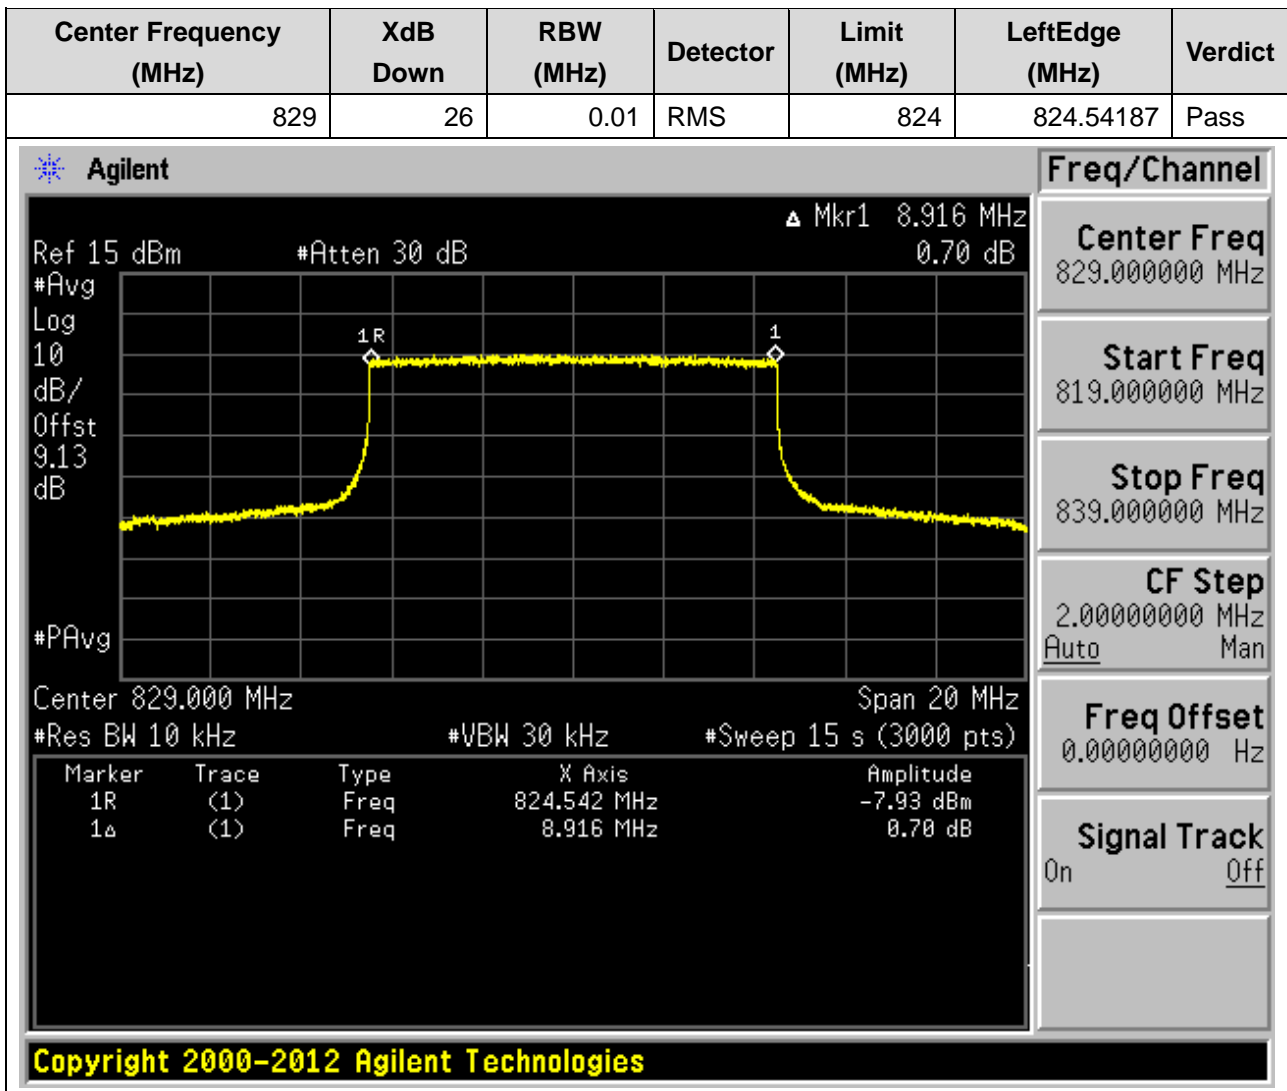 Center Frequency (MHz) XdB Down RBW (MHz) Detector Limit (MHz) LeftEdge (MHz) Verdict
829 26 0.01 RMS 824 824.54187 Pass
Agilent
Freq/Channel
Δ Mkr1 8.916 MHz
Ref 15 dBm #Atten 30 dB 0.70 dB
#Avg
Log
10
dB/
Offst
9.13
dB
1R
1
#PAvg
Center 829.000 MHz Span 20 MHz
#Res BW 10 kHz #VBW 30 kHz #Sweep 15 s (3000 pts)
Marker Trace Type X Axis Amplitude
1R (1) Freq 824.542 MHz -7.93 dBm
1Δ (1) Freq 8.916 MHz 0.70 dB
Center Freq
829.000000 MHz
Start Freq
819.000000 MHz
Stop Freq
839.000000 MHz
CF Step
2.00000000 MHz
Auto Man
Freq Offset
0.00000000 Hz
Signal Track
On Off
Copyright 2000-2012 Agilent Technologies